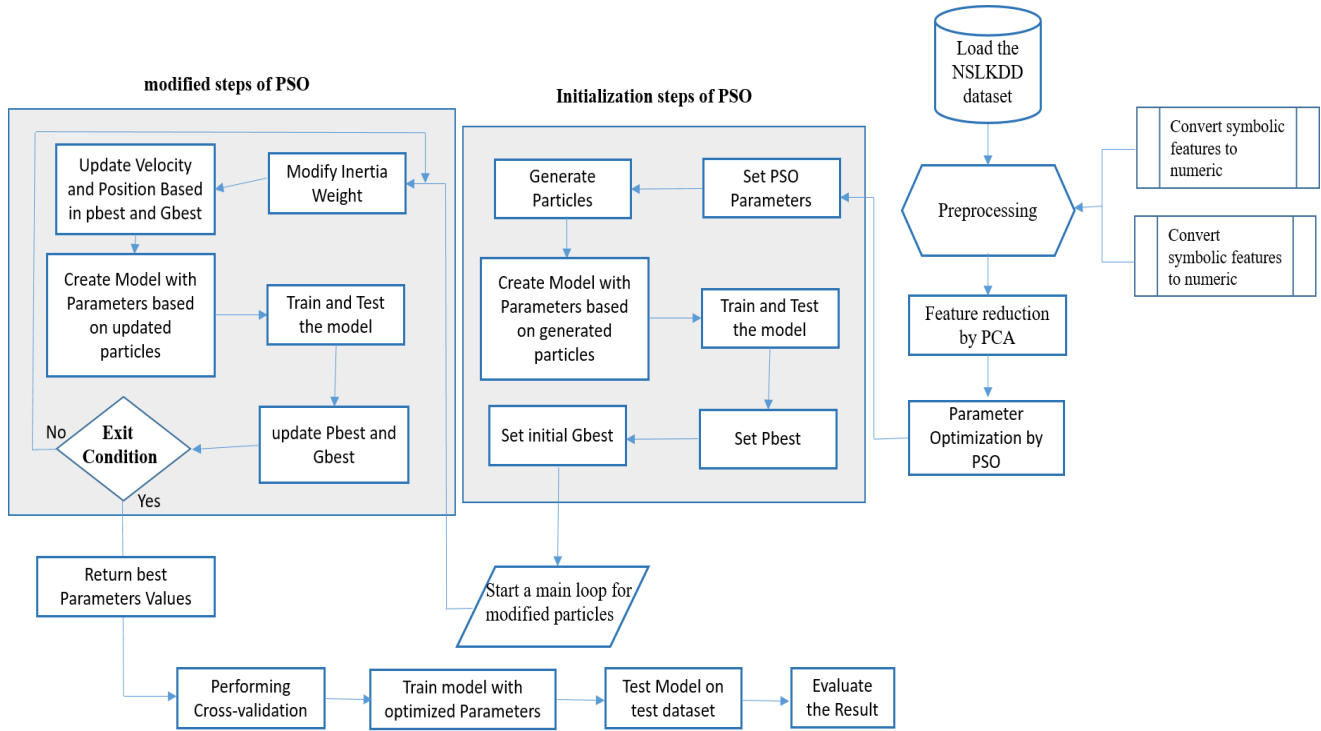 modified steps of PSO
Initialization steps of PSO
Load the
NSLKDD
dataset
Convert symbolic
features to
numeric
Preprocessing
Convert
symbolic features
to numeric
Feature reduction
by PCA
Parameter
Optimization by
PSO
Set PSO
Parameters
Generate
Particles
Create Model with
Parameters based
on generated
particles
Train and Test
the model
Set Pbest
Set initial Gbest
Start a main loop for
modified particles
Modify Inertia
Weight
Update Velocity
and Position Based
in pbest and Gbest
Create Model with
Parameters based
on updated
particles
Train and Test
the model
update Pbest and
Gbest
Exit
Condition
No
Yes
Return best
Parameters Values
Performing
Cross-validation
Train model with
optimized Parameters
Test Model on
test dataset
Evaluate
the Result